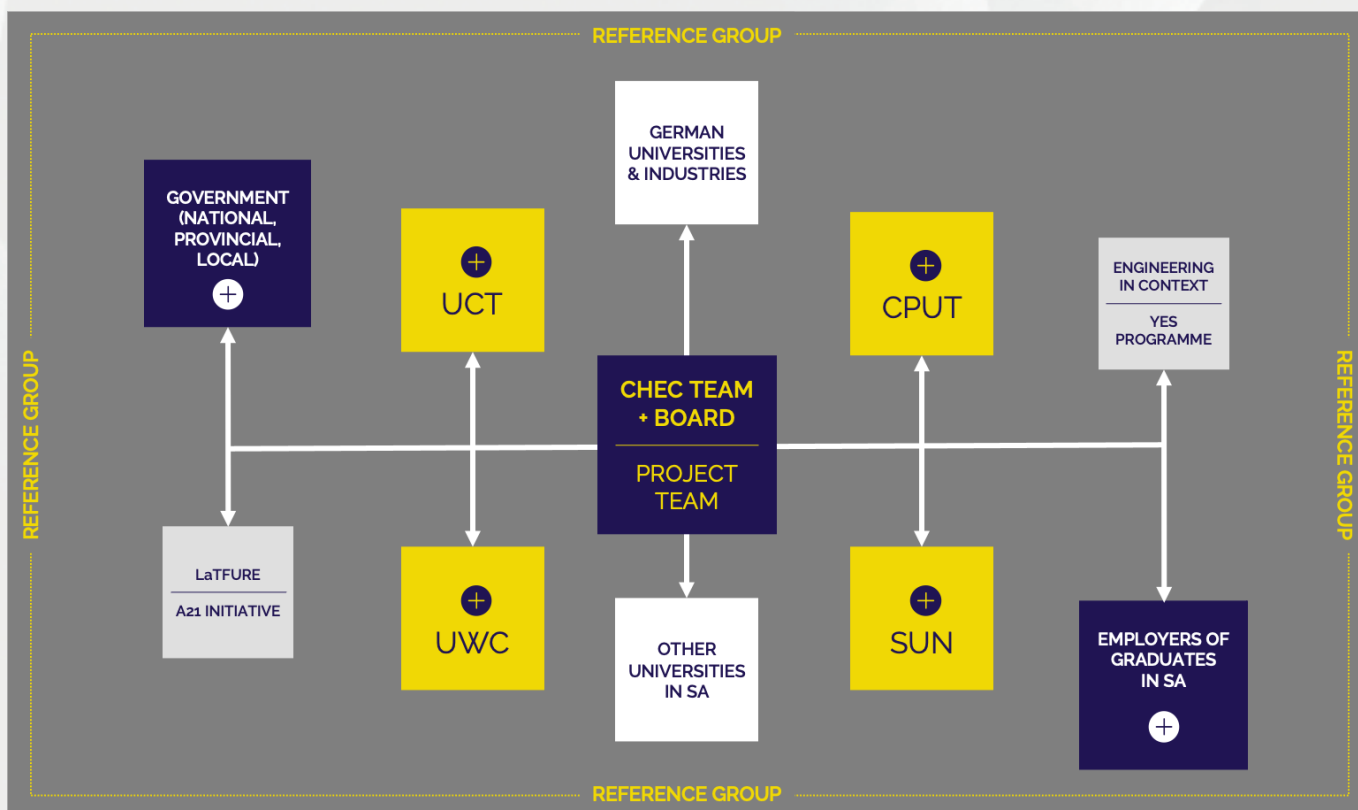 REFERENCE GROUP
REFERENCE GROUP
GOVERNMENT
(NATIONAL,
PROVINCIAL,
LOCAL)
UCT
GERMAN
UNIVERSITIES
& INDUSTRIES
CPUT
ENGINEERING
IN CONTEXT
YES
PROGRAMME
CHEC TEAM
+ BOARD
PROJECT
TEAM
LaTFURE
A21 INITIATIVE
UWC
OTHER
UNIVERSITIES
IN SA
SUN
EMPLOYERS OF
GRADUATES
IN SA
REFERENCE GROUP
REFERENCE GROUP